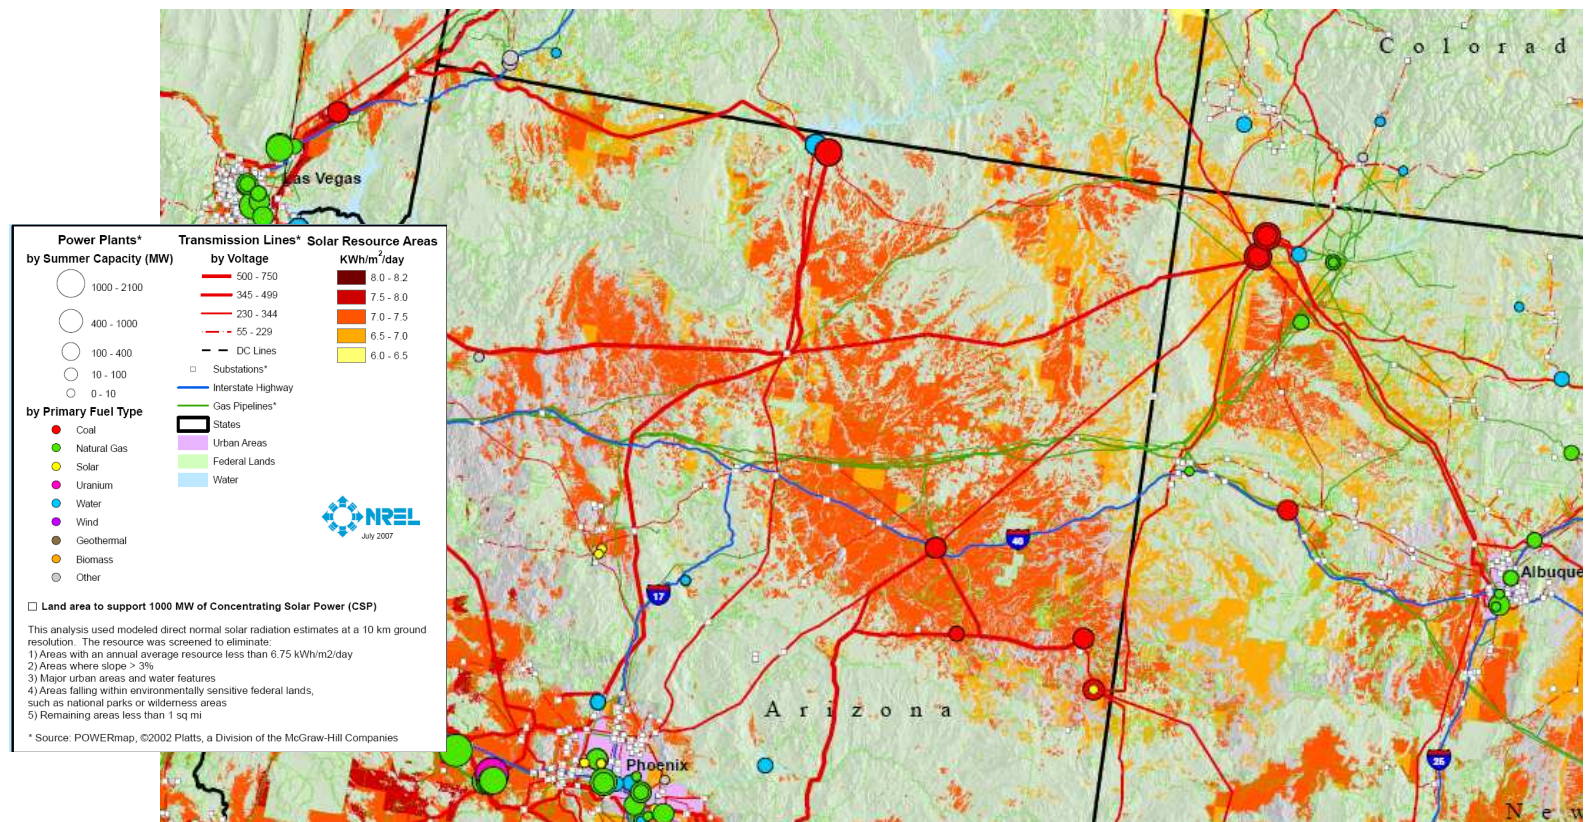 C o l o r a d
Las Vegas
Power Plants*
by Summer Capacity (MW)
1000 - 2100
400 - 1000
100 - 400
10 - 100
0 - 10
by Primary Fuel Type
Coal
Natural Gas
Solar
Uranium
Water
Wind
Geothermal
Biomass
Other
Transmission Lines*
by Voltage
500 - 750
345 - 499
230 - 344
55 - 229
DC Lines
Substations*
Interstate Highway
Gas Pipelines*
States
Urban Areas
Federal Lands
Water
Solar Resource Areas
KWh/m²/day
8.0 - 8.2
7.5 - 8.0
7.0 - 7.5
6.5 - 7.0
6.0 - 6.5
NREL
July 2007
Land area to support 1000 MW of Concentrating Solar Power (CSP)
This analysis used modeled direct normal solar radiation estimates at a 10 km ground
resolution. The resource was screened to eliminate:
1) Areas with an annual average resource less than 6.75 kWh/m2/day
2) Areas where slope > 3%
3) Major urban areas and water features
4) Areas falling within environmentally sensitive federal lands,
such as national parks or wilderness areas
5) Remaining areas less than 1 sq mi
* Source: POWERmap, ©2002 Platts, a Division of the McGraw-Hill Companies
40
17
Albuque
A r i z o n a
Phoenix
25
N e w